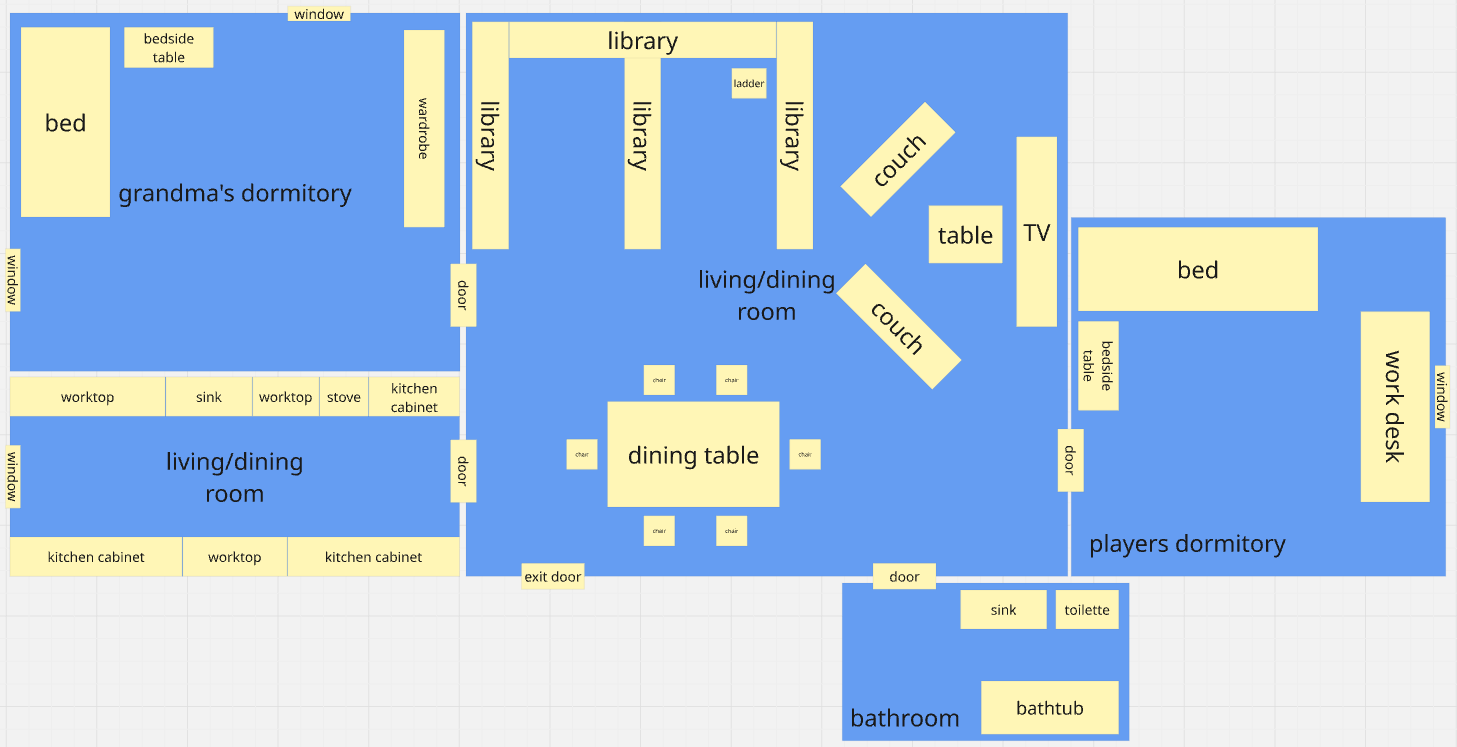 window
bed
bedside
table
wardrobe
grandma's dormitory
window
door
library
library
library
library
ladder
couch
couch
table
TV
living/dining
room
chair
chair
chair
dining table
chair
chair
chair
exit door
door
door
bed
bedside
table
work desk
window
players dormitory
worktop
sink
worktop
stove
kitchen
cabinet
living/dining
room
window
door
kitchen cabinet
worktop
kitchen cabinet
sink
toilette
bathtub
bathroom